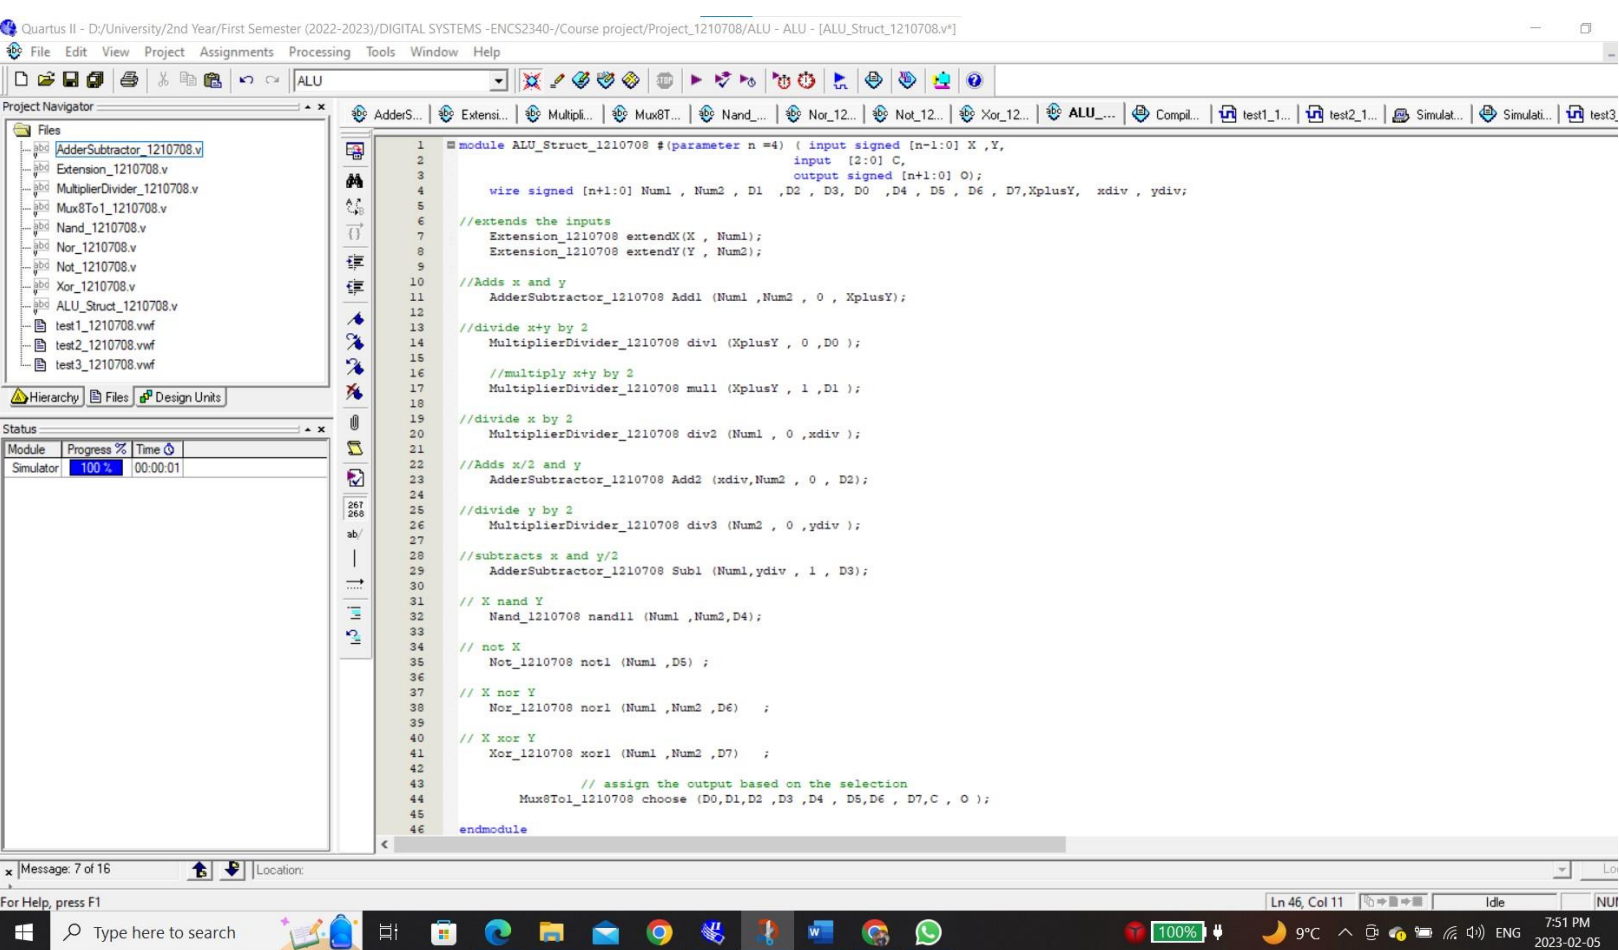 Quartus II - D:/University/2nd Year/First Semester (2022-2023)/DIGITAL SYSTEMS -ENCS2340-/Course project/Project_1210708/ALU - ALU - [ALU_Struct_1210708.v*]
File Edit View Project Assignments Processing Tools Window Help
ALU
Project Navigator
Files
AdderSubtractor_1210708.v
Extension_1210708.v
MultiplierDivider_1210708.v
Mux8To1_1210708.v
Nand_1210708.v
Nor_1210708.v
Not_1210708.v
Xor_1210708.v
ALU_Struct_1210708.v
test1_1210708.vwf
test2_1210708.vwf
test3_1210708.vwf
Hierarchy Files Design Units
Status
Module Progress % Time
Simulator 100 % 00:00:01
AdderS... Extensi... Multipli... Mux8T... Nand_... Nor_12... Not_12... Xor_12... ALU_... Compil... test1_1... test2_1... Simulat... Simulati... test3_
1 module ALU_Struct_1210708 #(parameter n =4) ( input signed [n-1:0] X ,Y,
2 input [2:0] C,
3 output signed [n+1:0] O);
4 wire signed [n+1:0] Num1 , Num2 , D1 ,D2 , D3, D0 ,D4 , D5 , D6 , D7,XplusY, xdiv , ydiv;
5
6 //extends the inputs
7 Extension_1210708 extendX(X , Num1);
8 Extension_1210708 extendY(Y , Num2);
9
10 //Adds x and y
11 AdderSubtractor_1210708 Add1 (Num1 ,Num2 , 0 , XplusY);
12
13 //divide x+y by 2
14 MultiplierDivider_1210708 div1 (XplusY , 0 ,D0 );
15
16 //multiply x+y by 2
17 MultiplierDivider_1210708 mul1 (XplusY , 1 ,D1 );
18
19 //divide x by 2
20 MultiplierDivider_1210708 div2 (Num1 , 0 ,xdiv );
21
22 //Adds x/2 and y
23 AdderSubtractor_1210708 Add2 (xdiv,Num2 , 0 , D2);
24
25 //divide y by 2
26 MultiplierDivider_1210708 div3 (Num2 , 0 ,ydiv );
27
28 //subtracts x and y/2
29 AdderSubtractor_1210708 Sub1 (Num1,ydiv , 1 , D3);
30
31 // X nand Y
32 Nand_1210708 nand11 (Num1 ,Num2,D4);
33
34 // not X
35 Not_1210708 not1 (Num1 ,D5) ;
36
37 // X nor Y
38 Nor_1210708 nor1 (Num1 ,Num2 ,D6) ;
39
40 // X xor Y
41 Xor_1210708 xor1 (Num1 ,Num2 ,D7) ;
42
43 // assign the output based on the selection
44 Mux8To1_1210708 choose (D0,D1,D2 ,D3 ,D4 , D5,D6 , D7,C , O );
45
46 endmodule
267
268
ab/
Message: 7 of 16
Location:
Lo
For Help, press F1
Ln 46, Col 11
Idle
NUM
Type here to search
100%
9°C
ENG
7:51 PM
2023-02-05